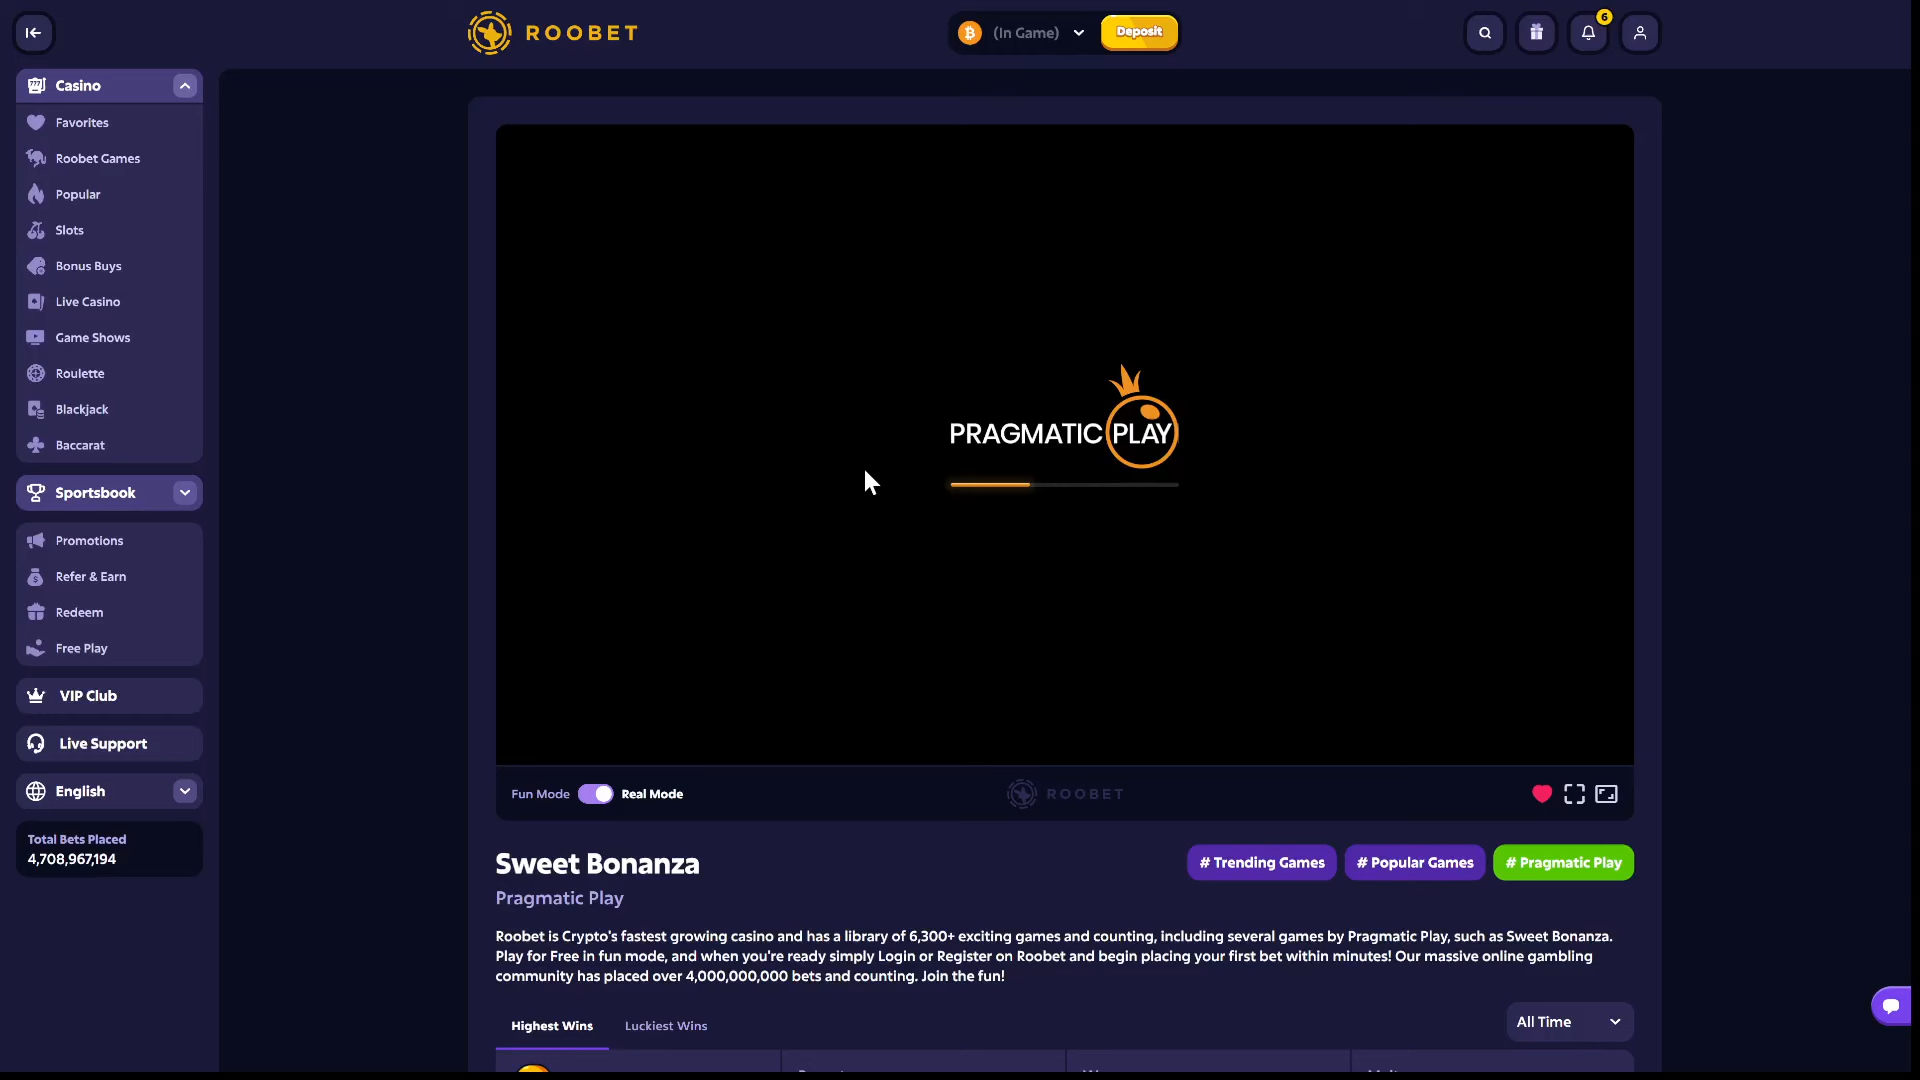 ROOBET
(In Game)
Deposit
6
Casino
Favorites
Roobet Games
Popular
Slots
Bonus Buys
Live Casino
Game Shows
Roulette
Blackjack
Baccarat
Sportsbook
Promotions
Refer & Earn
Redeem
Free Play
VIP Club
Live Support
English
Total Bets Placed
4,708,967,194
PRAGMATIC PLAY
Fun Mode
Real Mode
ROOBET
Sweet Bonanza
# Trending Games
# Popular Games
# Pragmatic Play
Pragmatic Play
Roobet is Crypto's fastest growing casino and has a library of 6,300+ exciting games and counting, including several games by Pragmatic Play, such as Sweet Bonanza.
Play for Free in fun mode, and when you're ready simply Login or Register on Roobet and begin placing your first bet within minutes! Our massive online gambling
community has placed over 4,000,000,000 bets and counting. Join the fun!
Highest Wins
Luckiest Wins
All Time